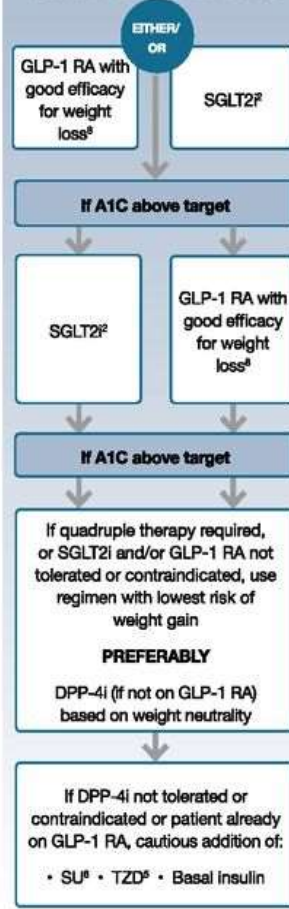 EITHER/
OR
GLP-1 RA with
good efficacy
for weight
loss⁸
SGLT2i²
If A1C above target
SGLT2i²
GLP-1 RA with
good efficacy
for weight
loss⁸
If A1C above target
If quadruple therapy required,
or SGLT2i and/or GLP-1 RA not
tolerated or contraindicated, use
regimen with lowest risk of
weight gain
PREFERABLY
DPP-4i (if not on GLP-1 RA)
based on weight neutrality
If DPP-4i not tolerated or
contraindicated or patient already
on GLP-1 RA, cautious addition of:
• SU⁶ • TZD⁵ • Basal insulin